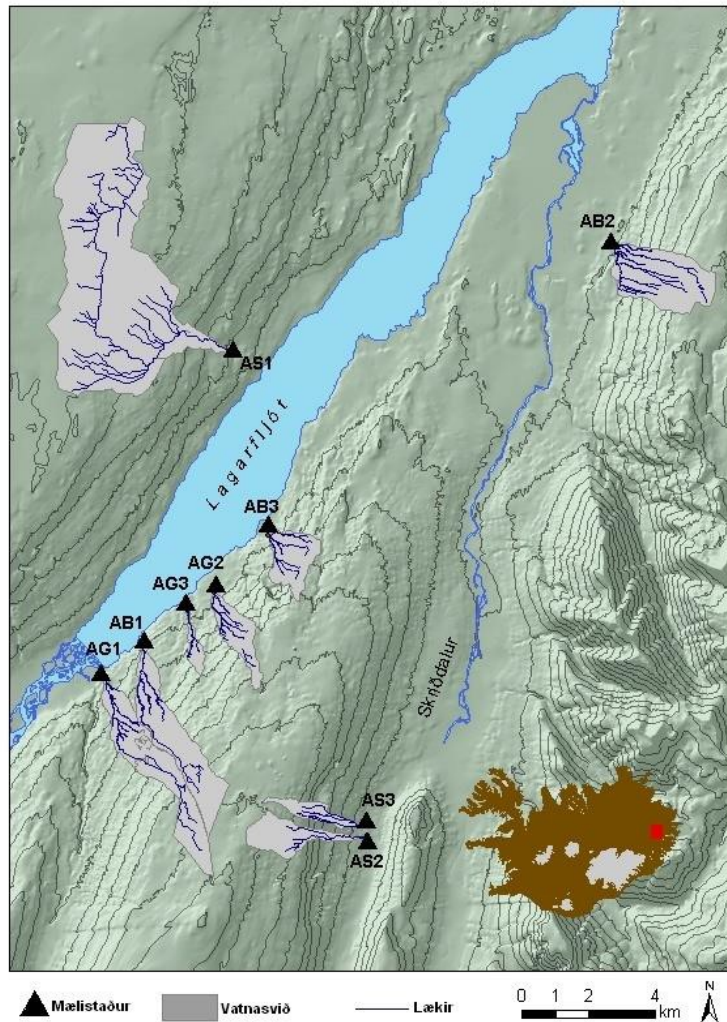 AB2
AS1
Lagarfljót
AB3
AG2
AG3
AB1
AG1
Skriðdalur
AS3
AS2
Mælistaður
Vatnasvið
Lækir
0 1 2 4
km
N